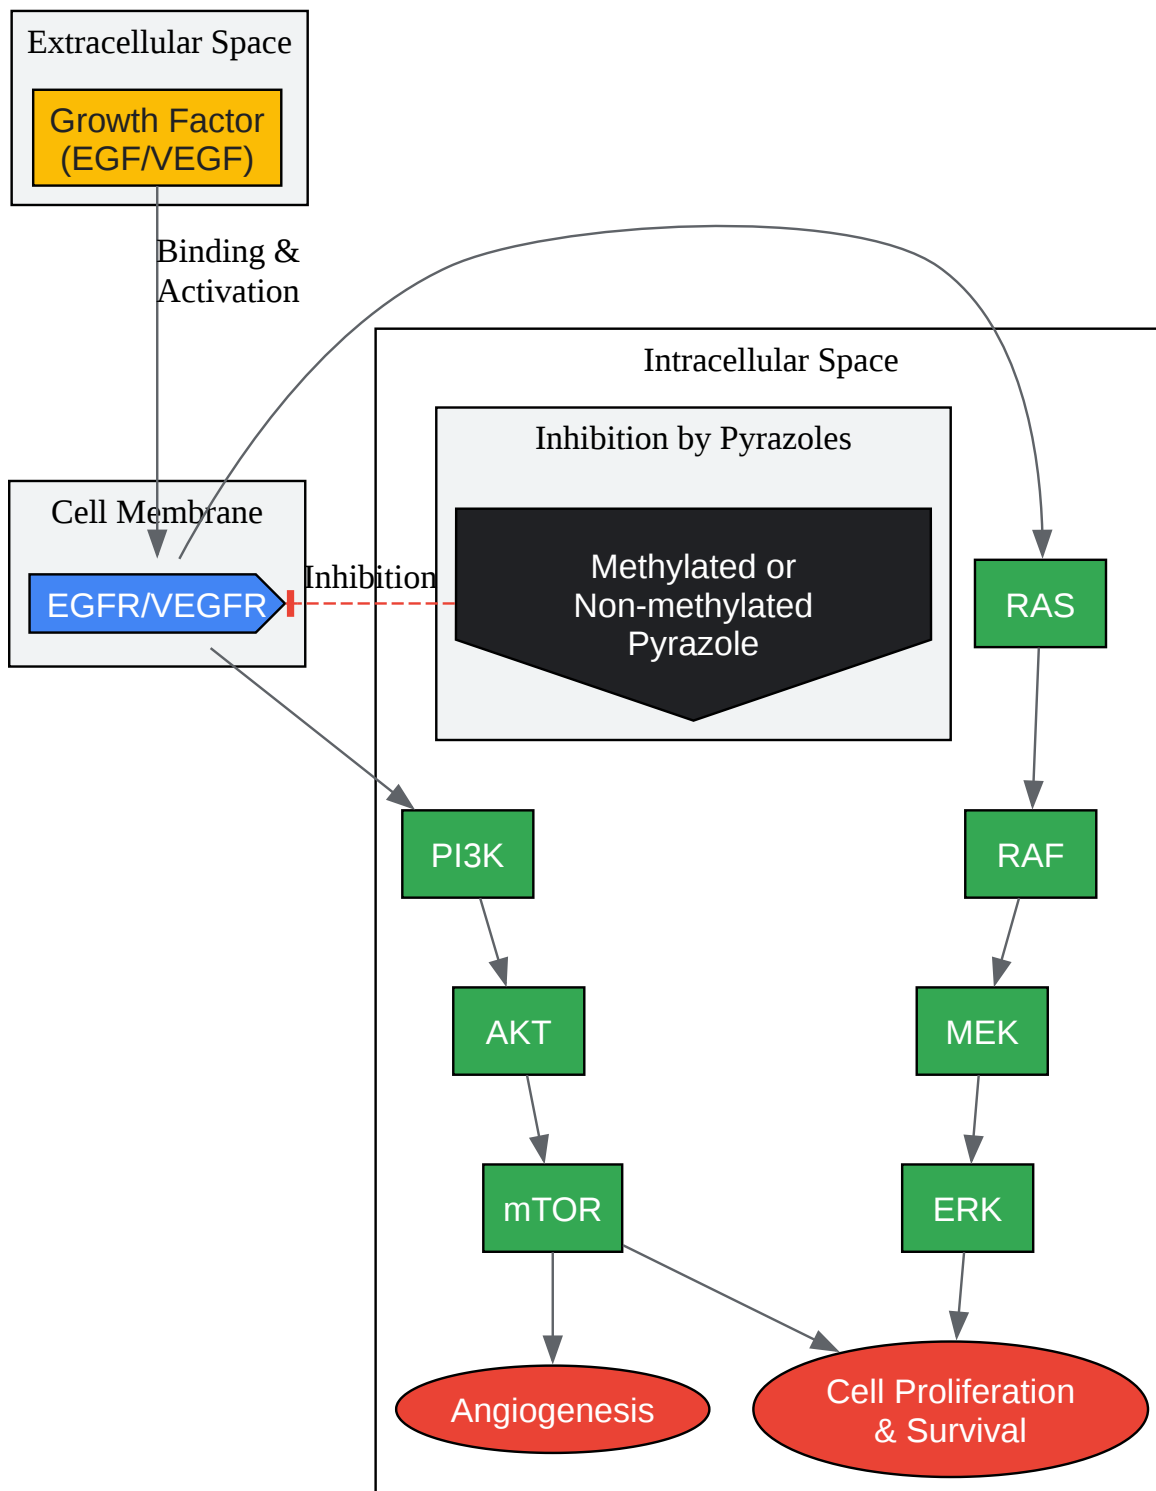 Extracellular Space
Growth Factor
(EGF/VEGF)
Binding &
Activation
Intracellular Space
Inhibition by Pyrazoles
Cell Membrane
EGFR/VEGFR
Inhibition
Methylated or
Non-methylated
Pyrazole
RAS
PI3K
RAF
AKT
MEK
mTOR
ERK
Angiogenesis
Cell Proliferation
& Survival